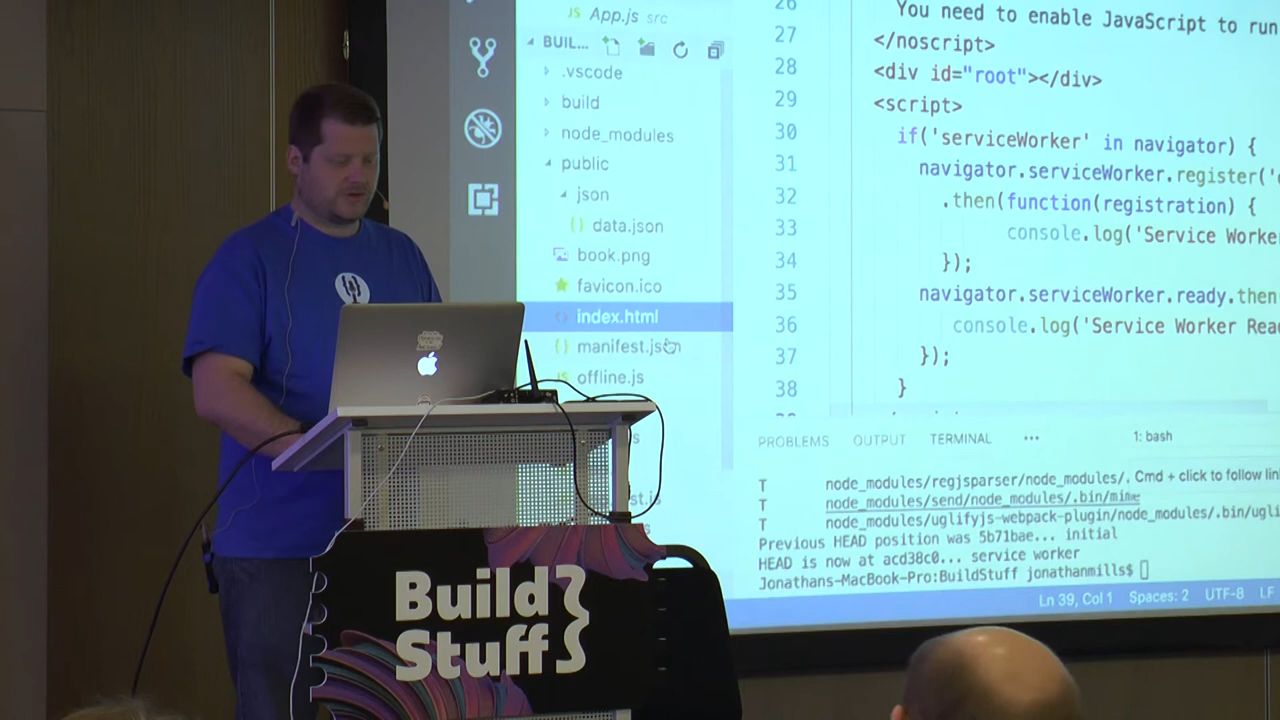 App.js src
BUIL...
.vscode
build
node_modules
public
json
{} data.json
book.png
favicon.ico
<> index.html
{} manifest.json
JS offline.js
s
st.js
s
26
27
28
29
30
31
32
33
34
35
36
37
38
You need to enable JavaScript to run
</noscript>
<div id="root"></div>
<script>
if('serviceWorker' in navigator) {
navigator.serviceWorker.register('
.then(function(registration) {
console.log('Service Worke
});
navigator.serviceWorker.ready.then
console.log('Service Worker Rea
});
}
PROBLEMS OUTPUT TERMINAL ... 1: bash
T node_modules/regjsparser/node_modules/. Cmd + click to follow lin
T node_modules/send/node_modules/.bin/mime
T node_modules/uglifyjs-webpack-plugin/node_modules/.bin/ugli
Previous HEAD position was 5b71bae... initial
HEAD is now at acd38c0... service worker
Jonathans-MacBook-Pro:BuildStuff jonathanmills$
Ln 39, Col 1 Spaces: 2 UTF-8 LF
Build
Stuff